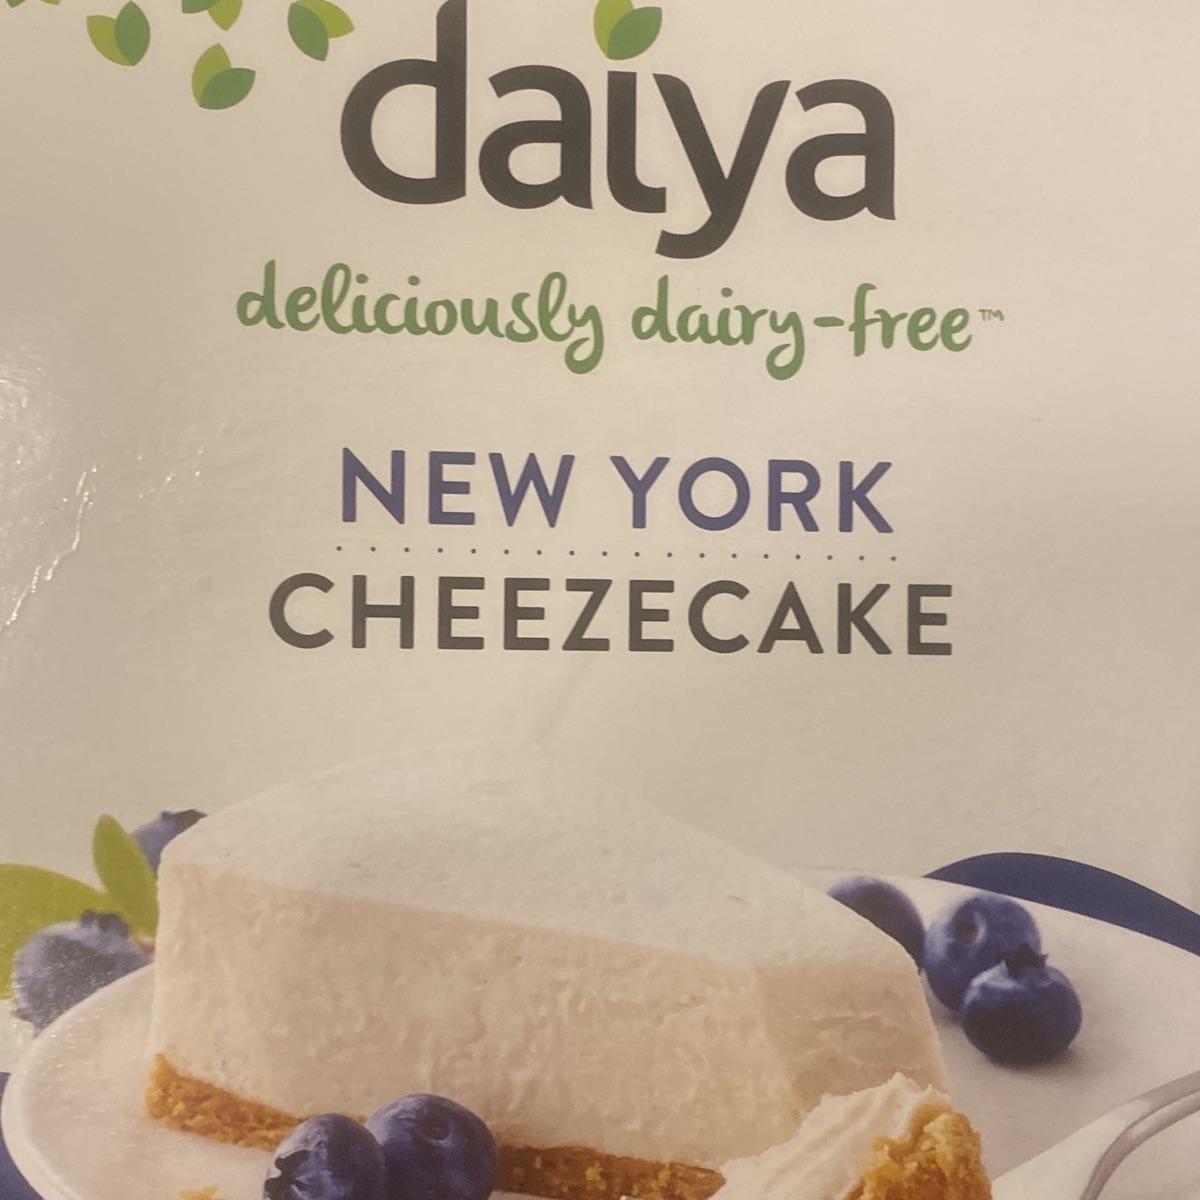 daiya
deliciously dairy-free™
NEW YORK
CHEEZECAKE